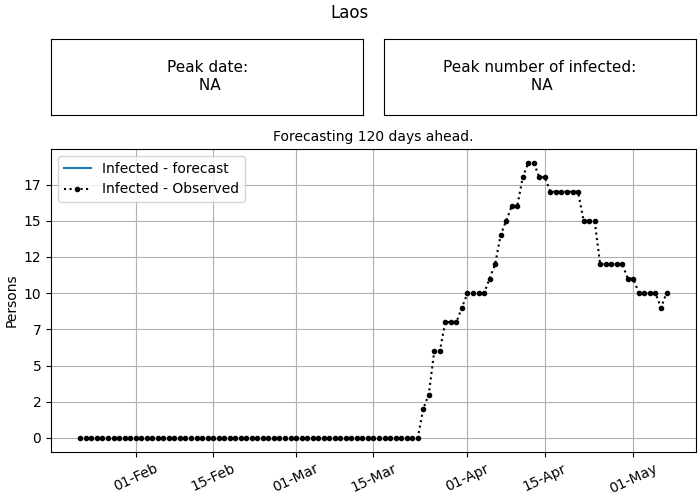 Laos
Peak date:
NA
Peak number of infected:
NA
Forecasting 120 days ahead.
Infected - forecast
Infected - Observed
Persons
17
15
12
10
7
5
2
0
01-Feb
15-Feb
01-Mar
15-Mar
01-Apr
15-Apr
01-May